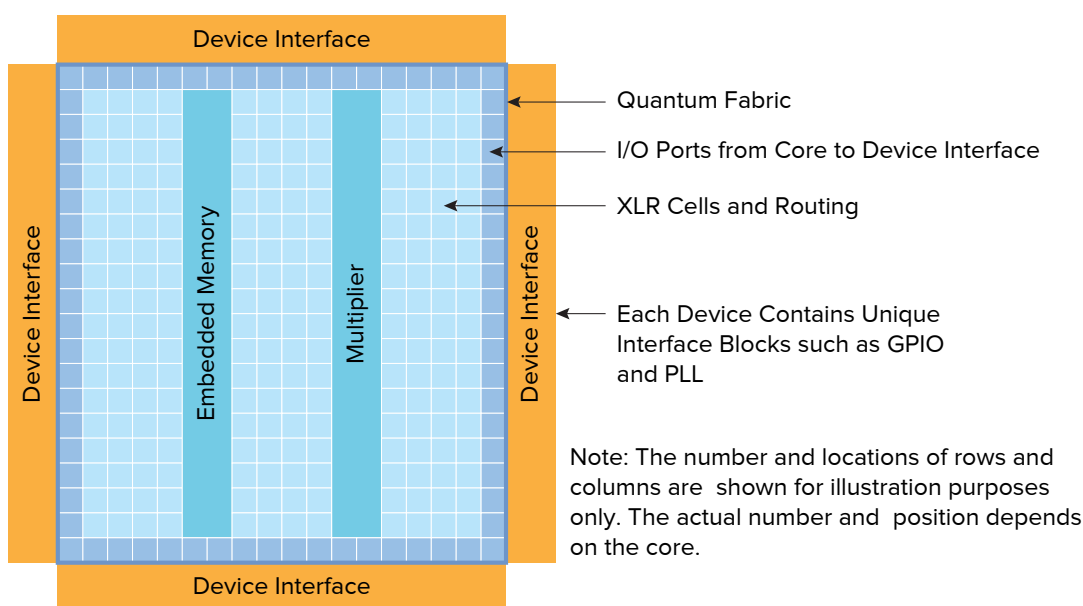 Device Interface
Device Interface
Embedded Memory
Multiplier
Device Interface
Quantum Fabric
I/O Ports from Core to Device Interface
XLR Cells and Routing
Each Device Contains Unique
Interface Blocks such as GPIO
and PLL
Note: The number and locations of rows and
columns are  shown for illustration purposes
only. The actual number and  position depends
on the core.
Device Interface